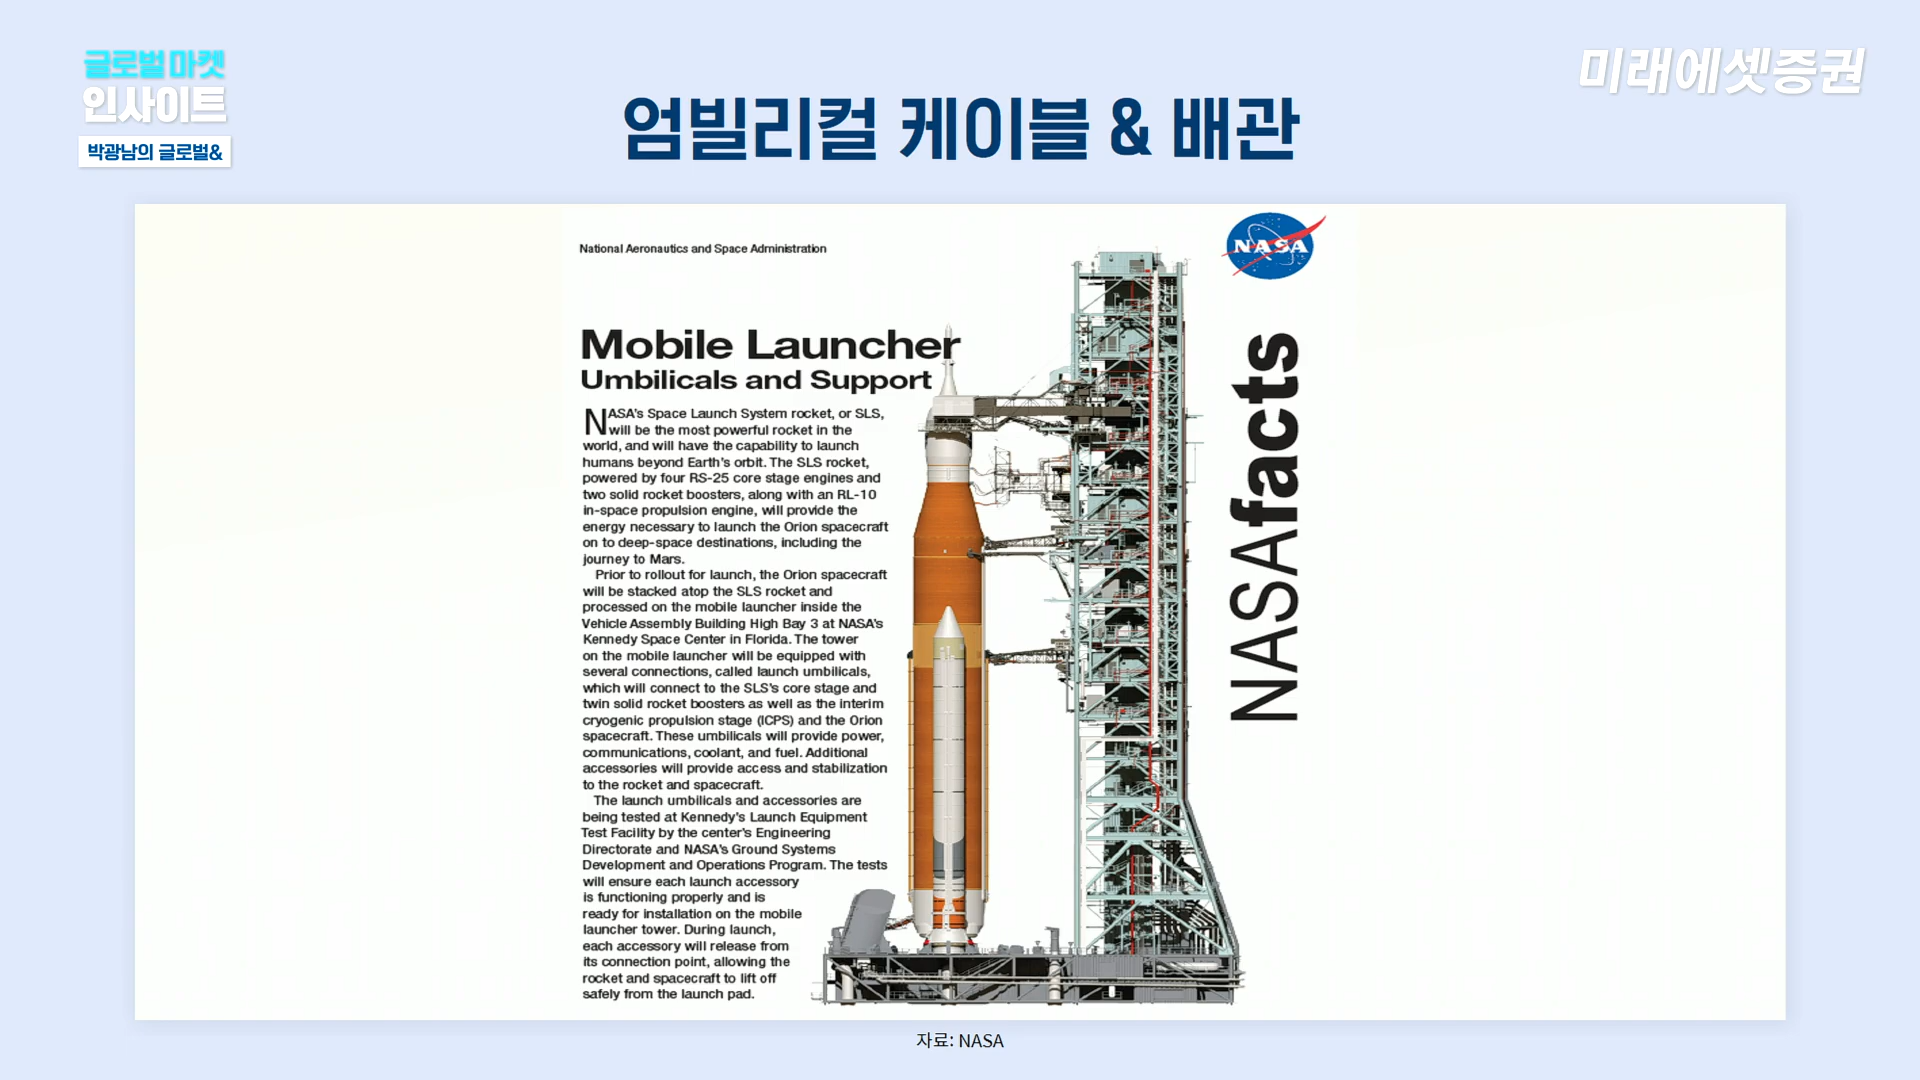 글로벌 마켓
인사이트
박광남의 글로벌&
미래에셋증권
엄빌리컬 케이블 & 배관
National Aeronautics and Space Administration
NASA
Mobile Launcher
Umbilicals and Support
NASA's Space Launch System rocket, or SLS,
will be the most powerful rocket in the
world, and will have the capability to launch
humans beyond Earth's orbit. The SLS rocket,
powered by four RS-25 core stage engines and
two solid rocket boosters, along with an RL-10
in-space propulsion engine, will provide the
energy necessary to launch the Orion spacecraft
on to deep-space destinations, including the
journey to Mars.
Prior to rollout for launch, the Orion spacecraft
will be stacked atop the SLS rocket and
processed on the mobile launcher inside the
Vehicle Assembly Building High Bay 3 at NASA's
Kennedy Space Center in Florida. The tower
on the mobile launcher will be equipped with
several connections, called launch umbilicals,
which will connect to the SLS's core stage and
twin solid rocket boosters as well as the interim
cryogenic propulsion stage (ICPS) and the Orion
spacecraft. These umbilicals will provide power,
communications, coolant, and fuel. Additional
accessories will provide access and stabilization
to the rocket and spacecraft.
The launch umbilicals and accessories are
being tested at Kennedy's Launch Equipment
Test Facility by the center's Engineering
Directorate and NASA's Ground Systems
Development and Operations Program. The tests
will ensure each launch accessory
is functioning properly and is
ready for installation on the mobile
launcher tower. During launch,
each accessory will release from
its connection point, allowing the
rocket and spacecraft to lift off
safely from the launch pad.
NASAfacts
자료: NASA